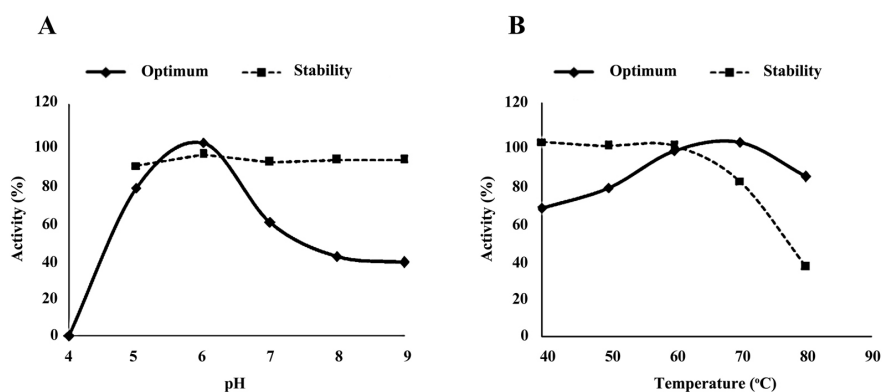 A
Optimum
Stability
120
100
80
60
40
20
0
Activity (%)
4 5 6 7 8 9
pH
B
Optimum
Stability
120
100
80
60
40
20
0
Activity (%)
40 50 60 70 80 90
Temperature (°C)